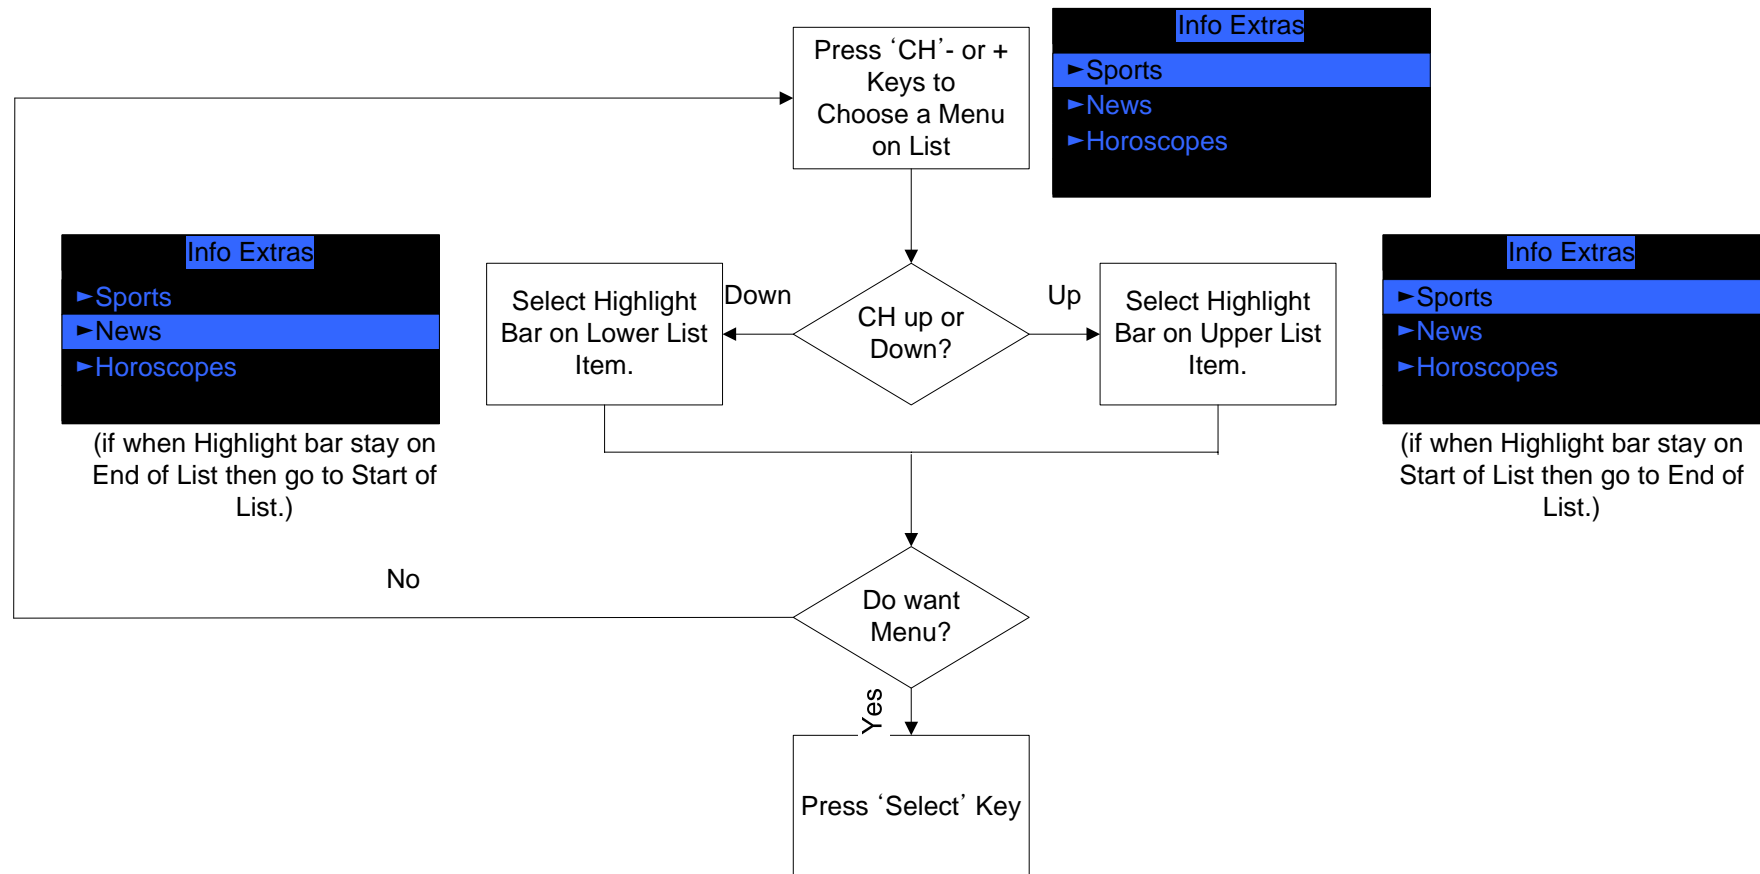 Press ‘CH’- or +
Keys to
Choose a Menu
on List
Info Extras
►Sports
►News
►Horoscopes
Info Extras
►Sports
►News
►Horoscopes
(if when Highlight bar stay on
End of List then go to Start of
List.)
Select Highlight
Bar on Lower List
Item.
Down
CH up or
Down?
Up
Select Highlight
Bar on Upper List
Item.
Info Extras
►Sports
►News
►Horoscopes
(if when Highlight bar stay on
Start of List then go to End of
List.)
No
Do want
Menu?
Yes
Press ‘Select’ Key